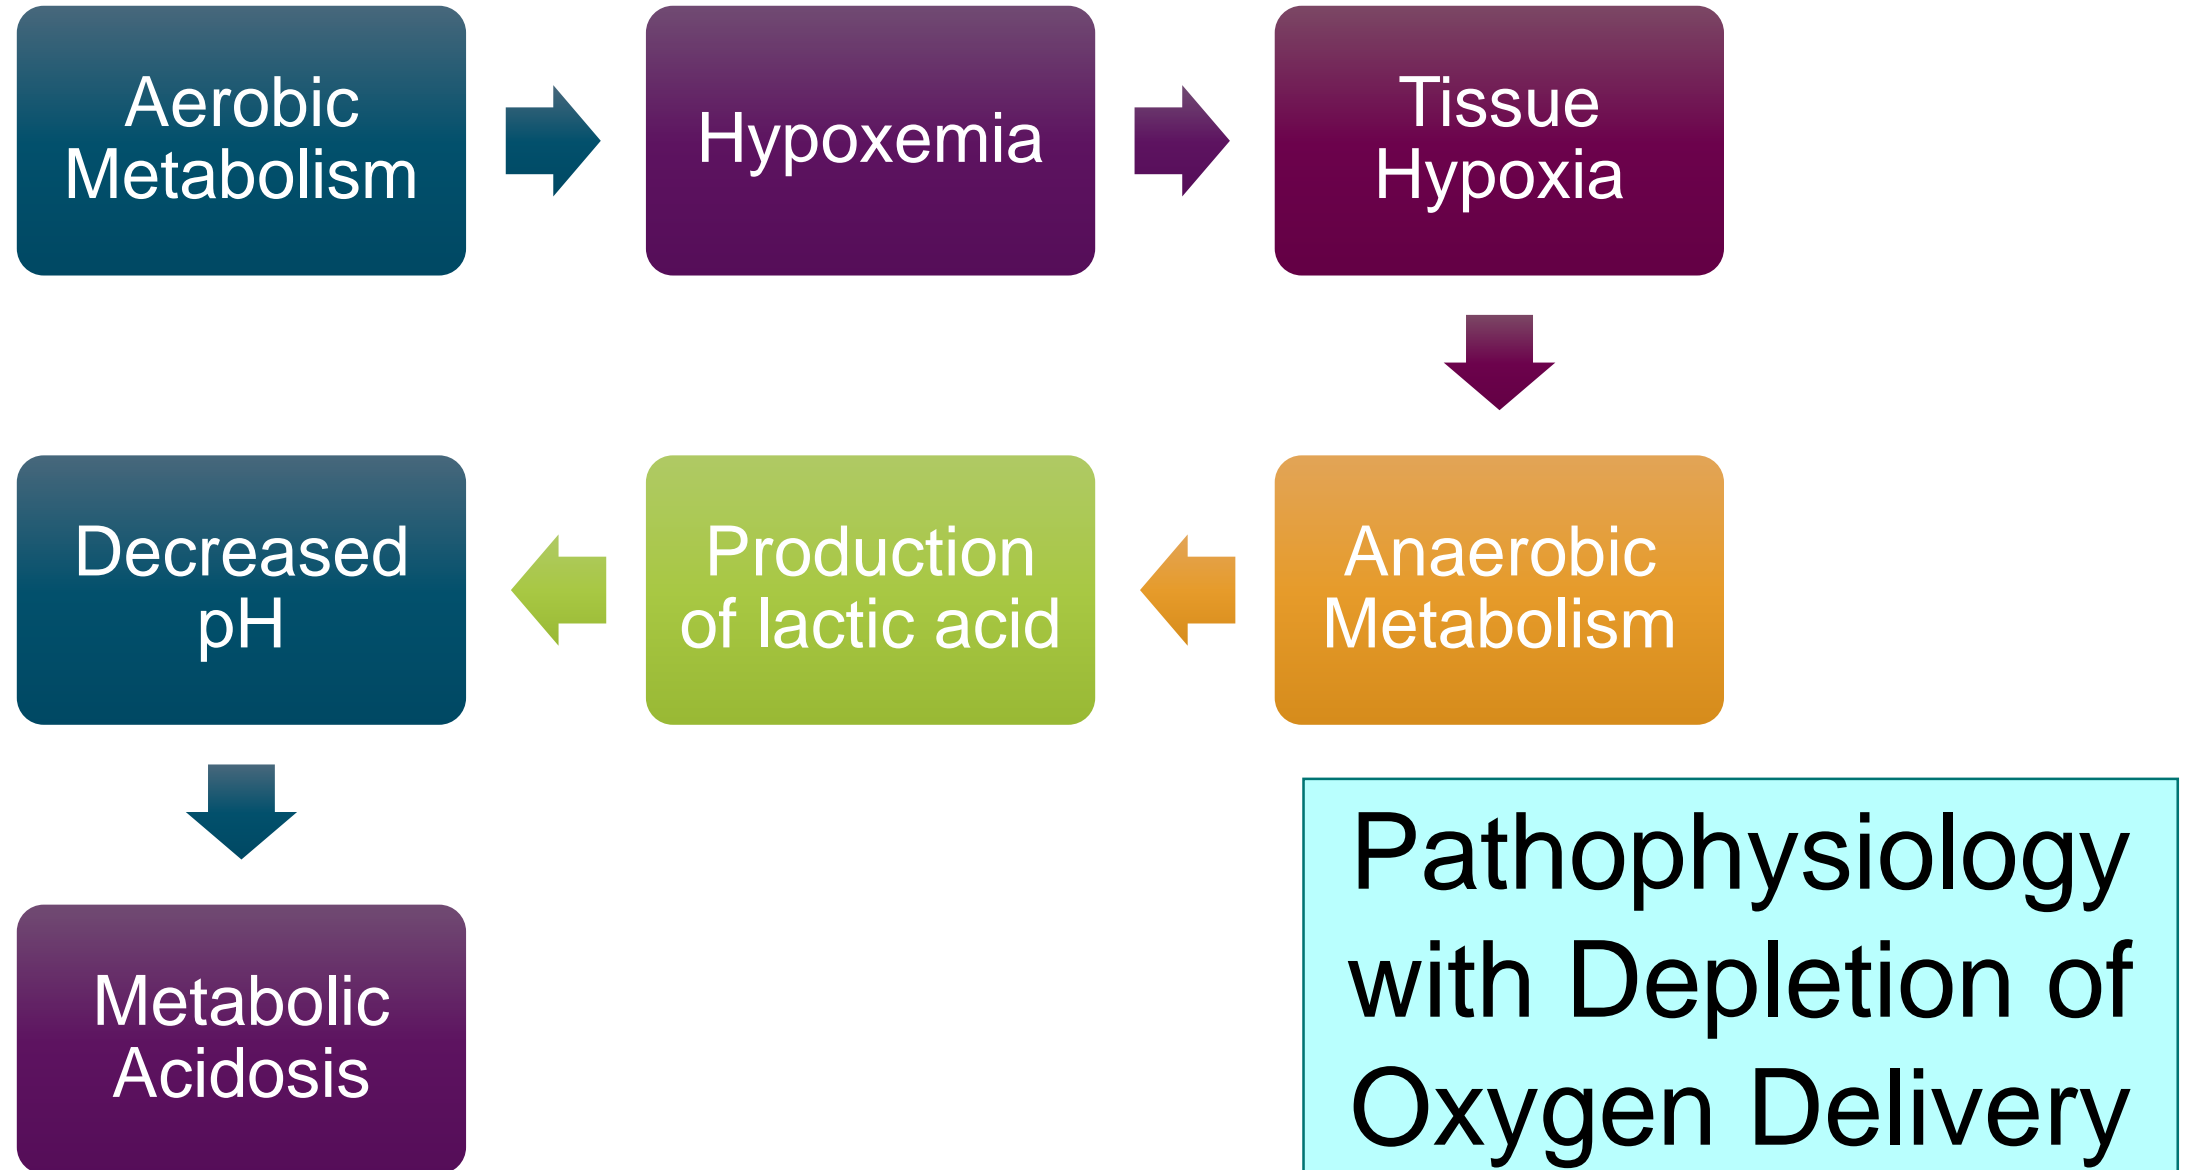 Aerobic
Metabolism
Hypoxemia
Tissue
Hypoxia
Anaerobic
Metabolism
Production
of lactic acid
Decreased
pH
Metabolic
Acidosis
Pathophysiology
with Depletion of
Oxygen Delivery